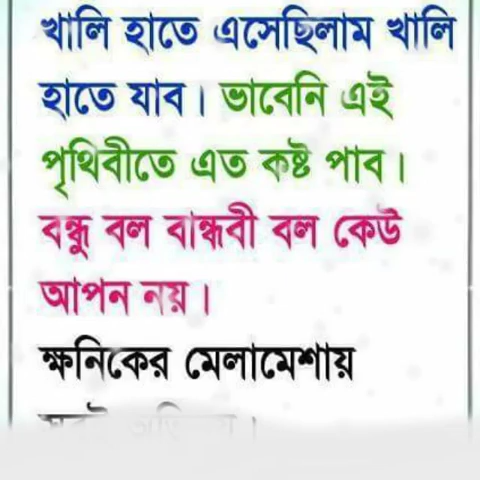 খালি হাতে এসেছিলাম খালি
হাতে যাব। ভাবেনি এই
পৃথিবীতে এত কষ্ট পাব।
বন্ধু বল বান্ধবী বল কেউ
আপন নয়।
ক্ষনিকের মেলামেশায়